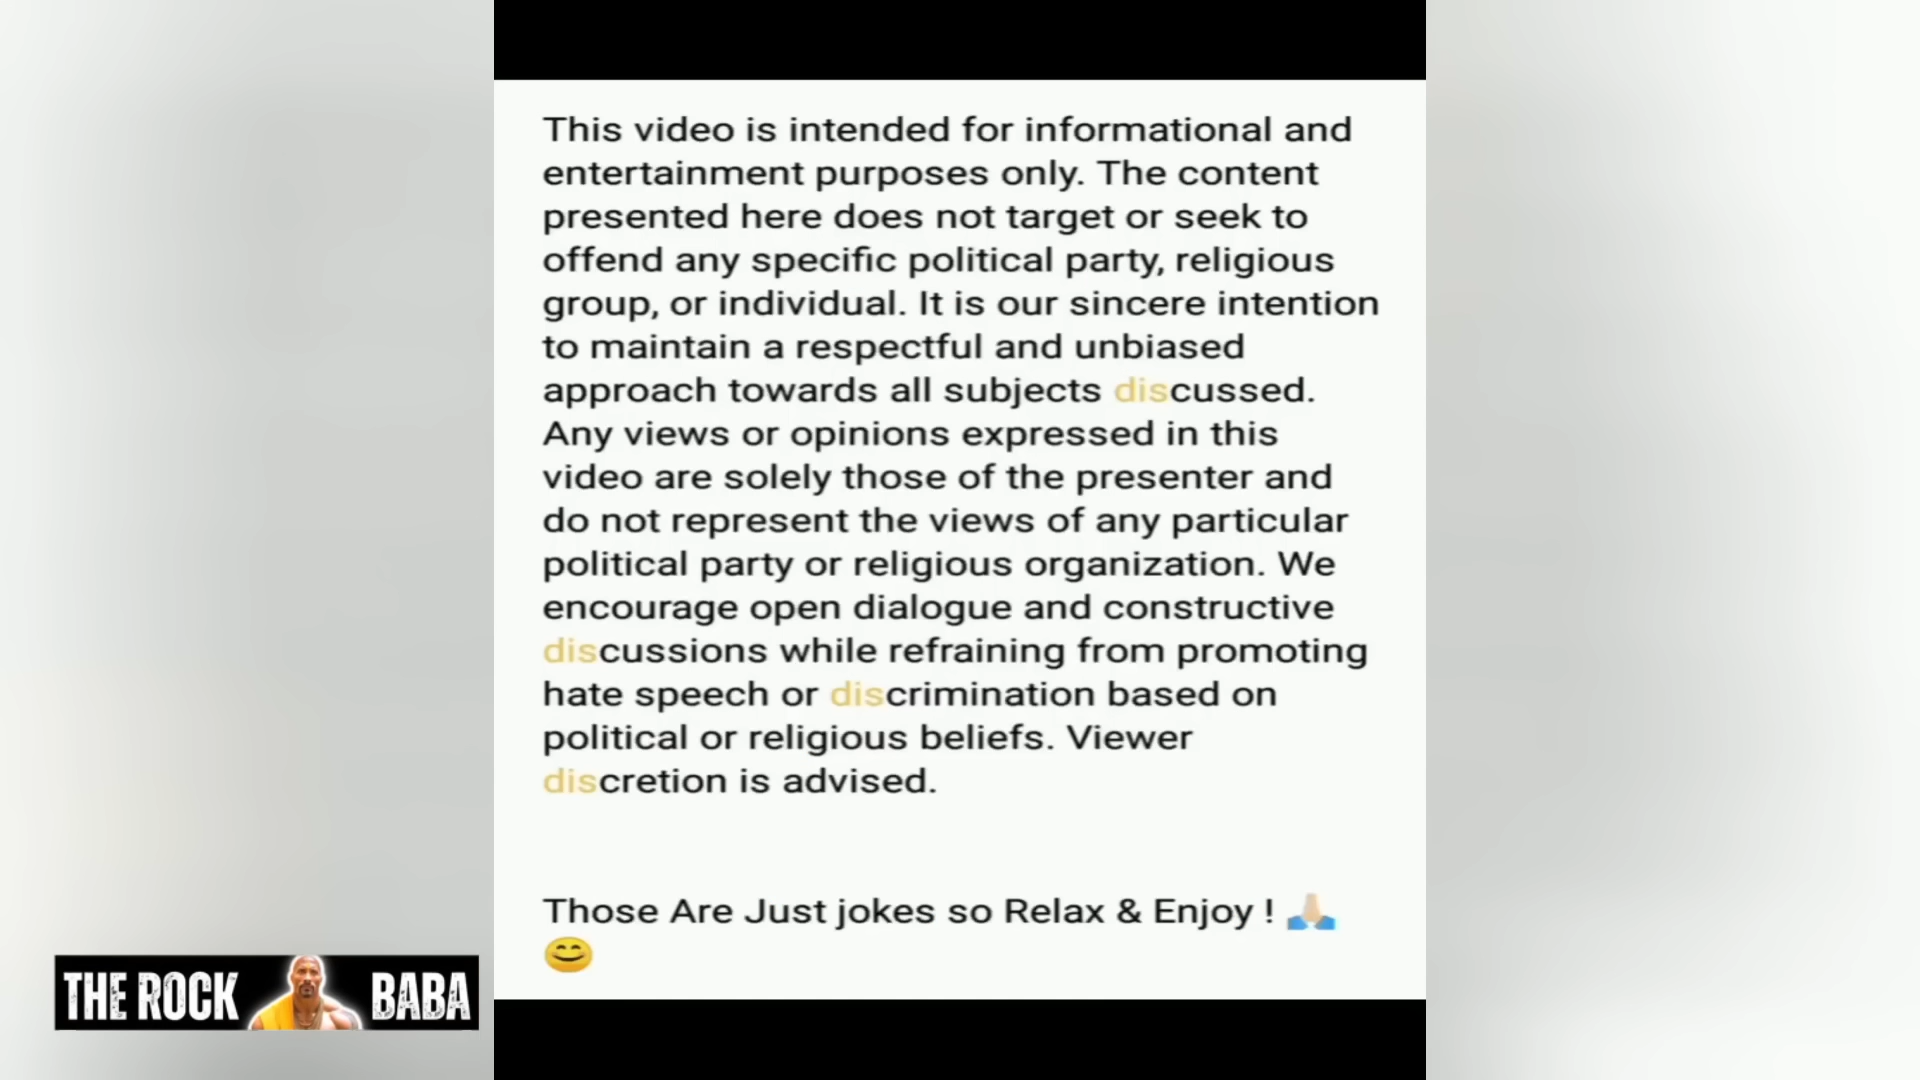 This video is intended for informational and
entertainment purposes only. The content
presented here does not target or seek to
offend any specific political party, religious
group, or individual. It is our sincere intention
to maintain a respectful and unbiased
approach towards all subjects discussed.
Any views or opinions expressed in this
video are solely those of the presenter and
do not represent the views of any particular
political party or religious organization. We
encourage open dialogue and constructive
discussions while refraining from promoting
hate speech or discrimination based on
political or religious beliefs. Viewer
discretion is advised.
Those Are Just jokes so Relax & Enjoy ! 🙏🏻
😊
THE ROCK BABA